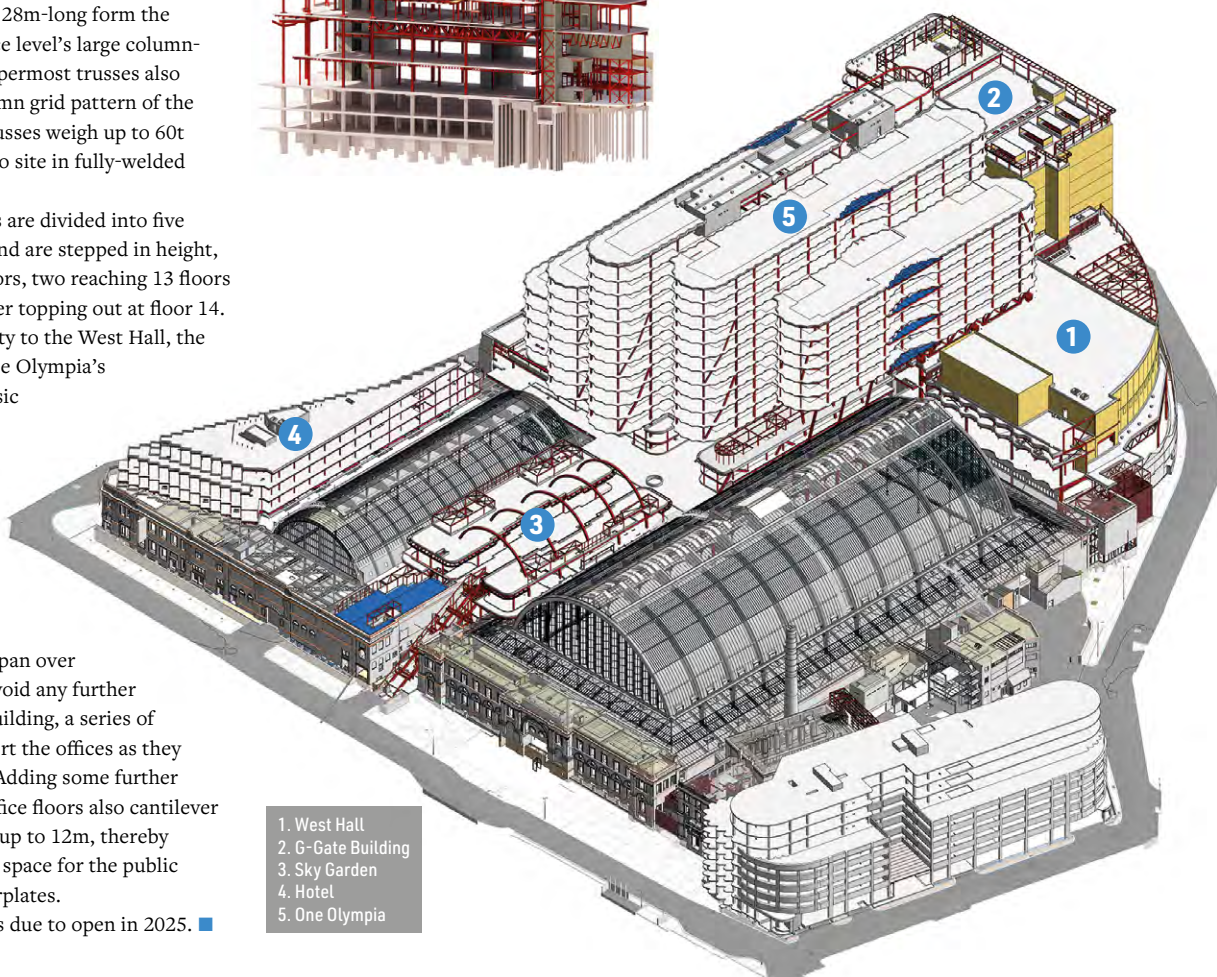 28m-long form the
e level's large column-
permost trusses also
mn grid pattern of the
usses weigh up to 60t
o site in fully-welded
s are divided into five
nd are stepped in height,
ors, two reaching 13 floors
er topping out at floor 14.
ty to the West Hall, the
e Olympia's
sic
pan over
void any further
uilding, a series of
rt the offices as they
Adding some further
fice floors also cantilever
up to 12m, thereby
space for the public
rplates.
s due to open in 2025.
2
5
1
4
3
1. West Hall
2. G-Gate Building
3. Sky Garden
4. Hotel
5. One Olympia